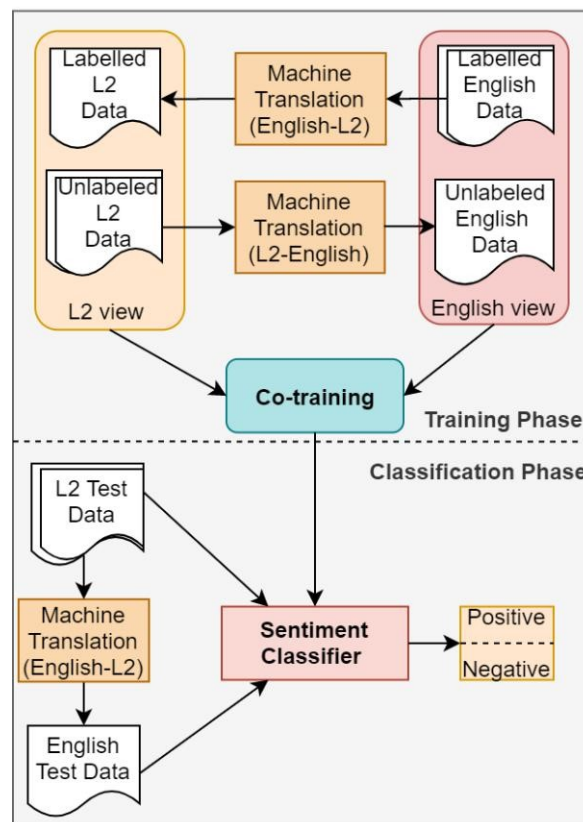 Labelled
L2
Data
Machine
Translation
(English-L2)
Labelled
English
Data
Unlabeled
L2
Data
Machine
Translation
(L2-English)
Unlabeled
English
Data
L2 view
English view
Co-training
Training Phase
Classification Phase
L2 Test
Data
Machine
Translation
(English-L2)
Sentiment
Classifier
Positive
Negative
English
Test Data